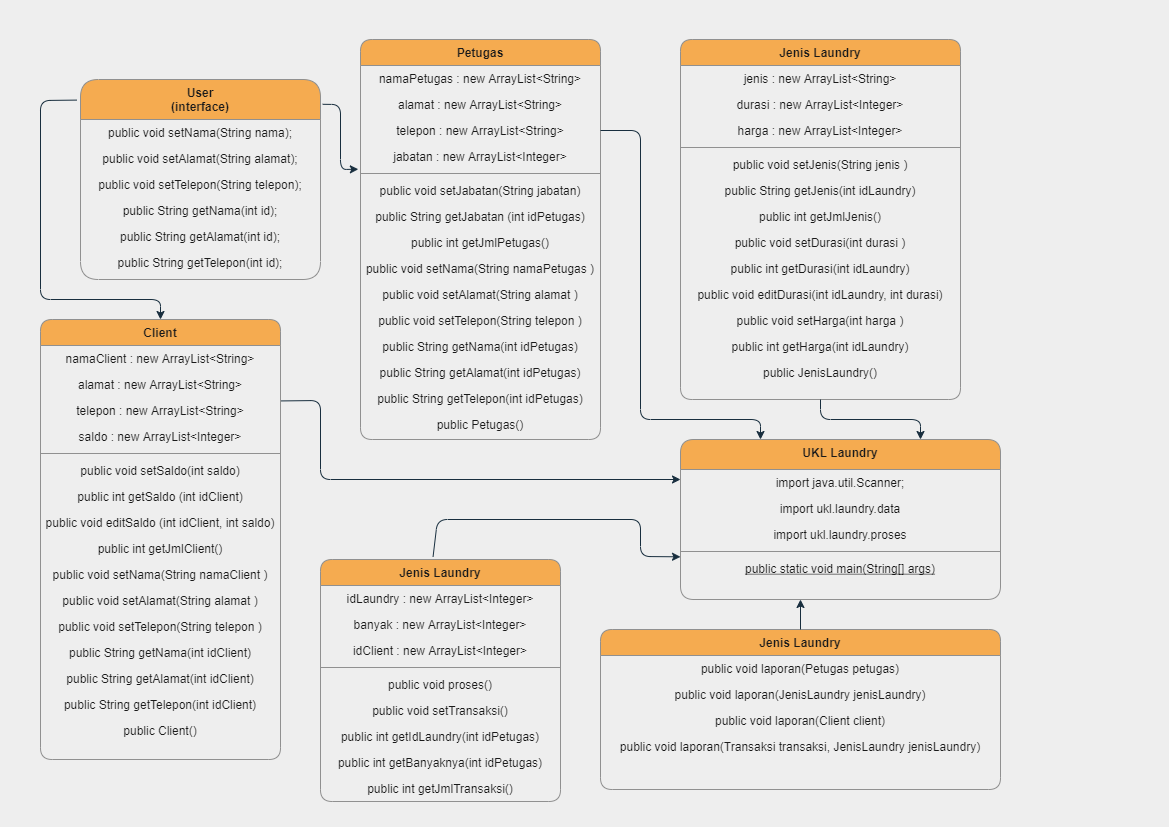 User
(interface)
public void setNama(String nama);
public void setAlamat(String alamat);
public void setTelepon(String telepon);
public String getNama(int id);
public String getAlamat(int id);
public String getTelepon(int id);
Petugas
namaPetugas : new ArrayList<String>
alamat : new ArrayList<String>
telepon : new ArrayList<String>
jabatan : new ArrayList<Integer>
public void setJabatan(String jabatan)
public String getJabatan (int idPetugas)
public int getJmlPetugas()
public void setNama(String namaPetugas )
public void setAlamat(String alamat )
public void setTelepon(String telepon )
public String getNama(int idPetugas)
public String getAlamat(int idPetugas)
public String getTelepon(int idPetugas)
public Petugas()
Jenis Laundry
jenis : new ArrayList<String>
durasi : new ArrayList<Integer>
harga : new ArrayList<Integer>
public void setJenis(String jenis )
public String getJenis(int idLaundry)
public int getJmlJenis()
public void setDurasi(int durasi )
public int getDurasi(int idLaundry)
public void editDurasi(int idLaundry, int durasi)
public void setHarga(int harga )
public int getHarga(int idLaundry)
public JenisLaundry()
Client
namaClient : new ArrayList<String>
alamat : new ArrayList<String>
telepon : new ArrayList<String>
saldo : new ArrayList<Integer>
public void setSaldo(int saldo)
public int getSaldo (int idClient)
public void editSaldo (int idClient, int saldo)
public int getJmlClient()
public void setNama(String namaClient )
public void setAlamat(String alamat )
public void setTelepon(String telepon )
public String getNama(int idClient)
public String getAlamat(int idClient)
public String getTelepon(int idClient)
public Client()
UKL Laundry
import java.util.Scanner;
import ukl.laundry.data
import ukl.laundry.proses
public static void main(String[] args)
Jenis Laundry
idLaundry : new ArrayList<Integer>
banyak : new ArrayList<Integer>
idClient : new ArrayList<Integer>
public void proses()
public void setTransaksi()
public int getIdLaundry(int idPetugas)
public int getBanyaknya(int idPetugas)
public int getJmlTransaksi()
Jenis Laundry
public void laporan(Petugas petugas)
public void laporan(JenisLaundry jenisLaundry)
public void laporan(Client client)
public void laporan(Transaksi transaksi, JenisLaundry jenisLaundry)